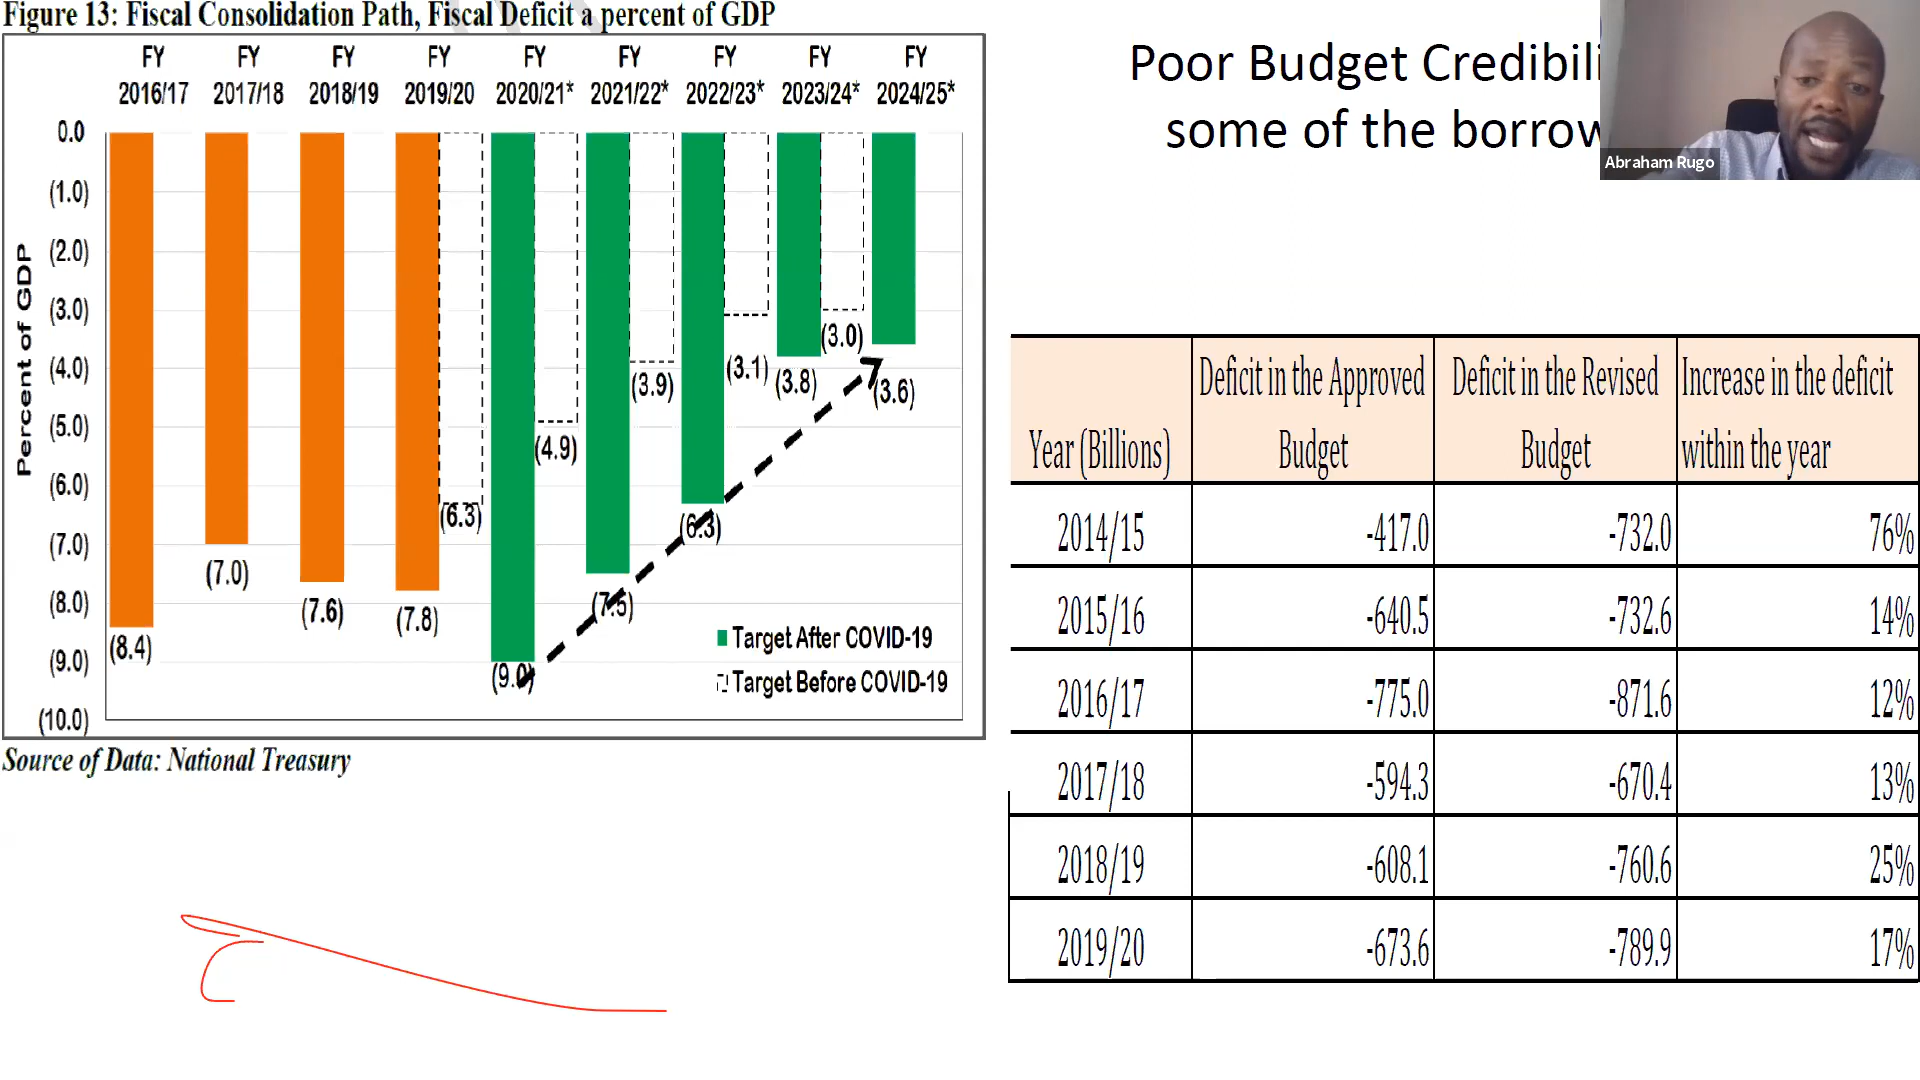 Figure 13: Fiscal Consolidation Path, Fiscal Deficit a percent of GDP
FY FY FY FY FY FY FY FY FY
2016/17 2017/18 2018/19 2019/20 2020/21* 2021/22* 2022/23* 2023/24* 2024/25*
0.0
(1.0)
(2.0)
(3.0)
(4.0)
(5.0)
(6.0)
(7.0)
(8.0)
(9.0)
(10.0)
Percent of GDP
(8.4)
(7.0)
(7.6)
(7.8)
(6.3)
(9.0)
(4.9)
(7.5)
(3.9)
(6.3)
(3.1)
(3.8)
(3.0)
(3.6)
Target After COVID-19
Target Before COVID-19
Source of Data: National Treasury
Poor Budget Credibili
some of the borrow
Abraham Rugo
Year (Billions) Deficit in the Approved Budget Deficit in the Revised Budget Increase in the deficit within the year
2014/15 -417.0 -732.0 76%
2015/16 -640.5 -732.6 14%
2016/17 -775.0 -871.6 12%
2017/18 -594.3 -670.4 13%
2018/19 -608.1 -760.6 25%
2019/20 -673.6 -789.9 17%